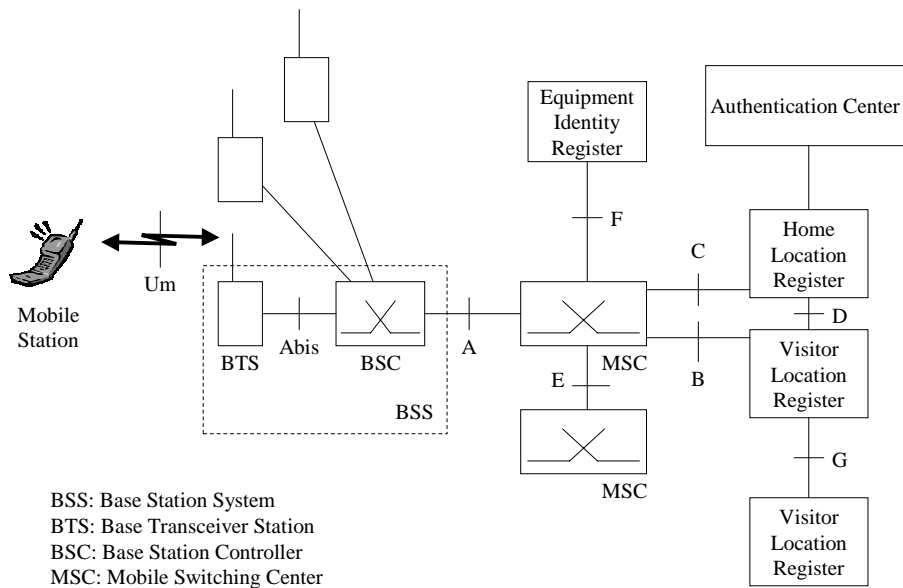 Equipment
Identity
Register
Authentication Center
F
Home
Location
Register
C
Um
Mobile
Station
D
Abis
A
BTS
BSC
MSC
B
Visitor
Location
Register
E
BSS
G
MSC
Visitor
Location
Register
BSS: Base Station System
BTS: Base Transceiver Station
BSC: Base Station Controller
MSC: Mobile Switching Center